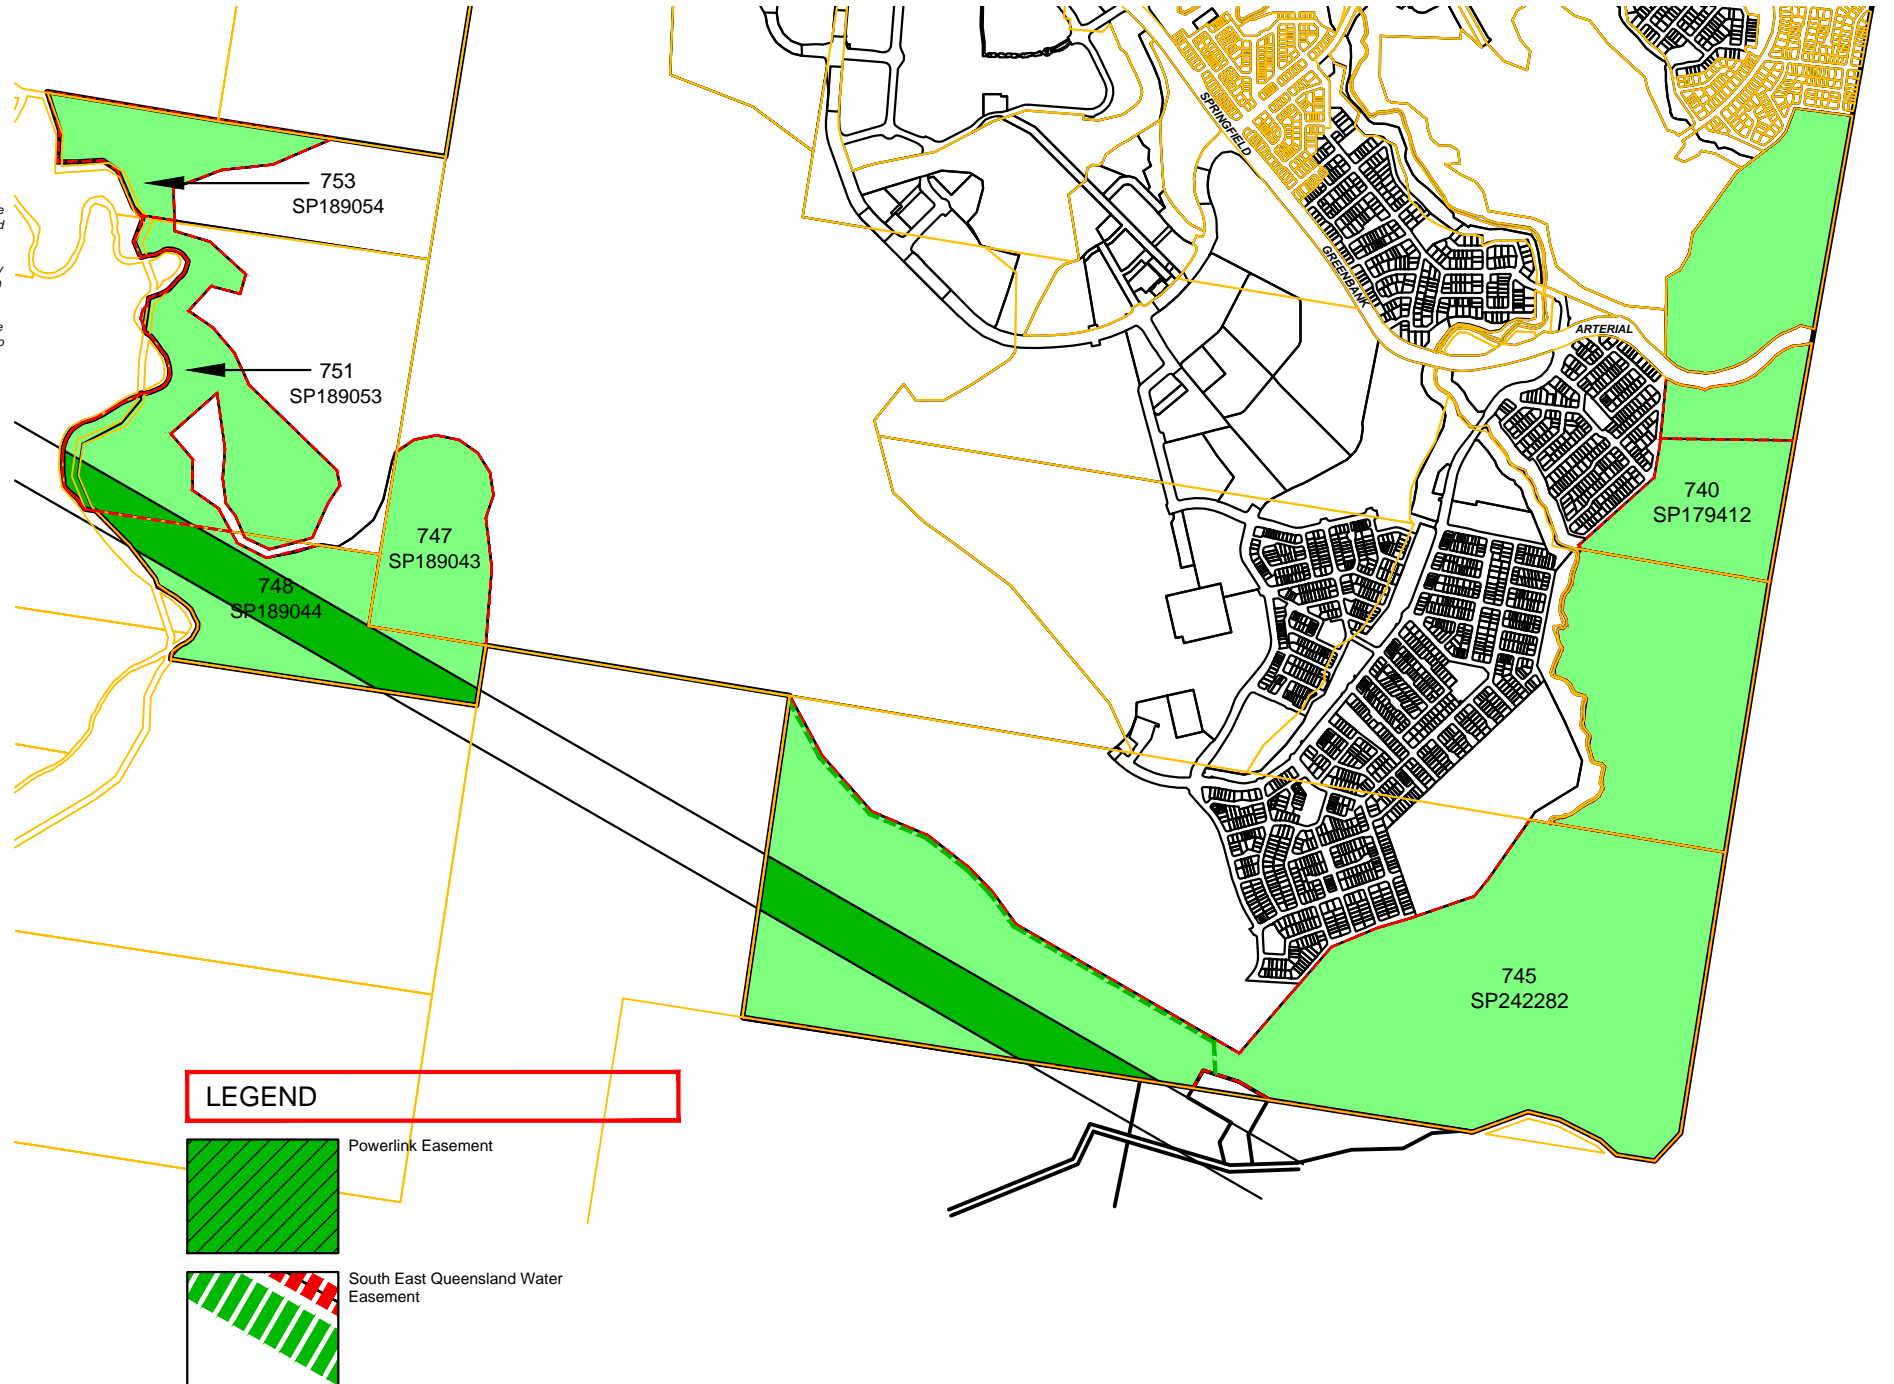 753
SP189054
751
SP189053
747
SP189043
748
SP189044
SPRINGFIELD
GREENBANK
ARTERIAL
740
SP179412
745
SP242282
LEGEND
Powerlink Easement
South East Queensland Water
Easement